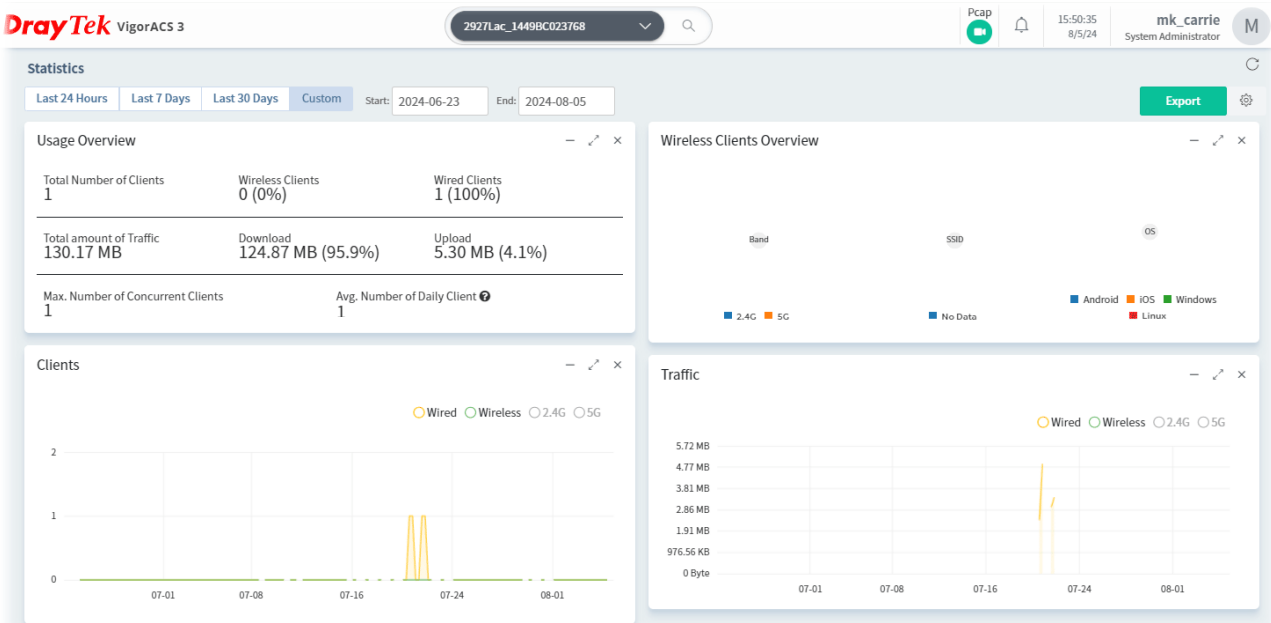 DrayTek VigorACS 3
2927Lac_1449BC023768
Pcap
15:50:35
8/5/24
mk_carrie
System Administrator
M
Statistics
Last 24 Hours Last 7 Days Last 30 Days Custom Start: 2024-06-23 End: 2024-08-05
Export
Usage Overview
Total Number of Clients Wireless Clients Wired Clients
1 0 (0%) 1 (100%)
Total amount of Traffic Download Upload
130.17 MB 124.87 MB (95.9%) 5.30 MB (4.1%)
Max. Number of Concurrent Clients Avg. Number of Daily Client ?
1 1
Wireless Clients Overview
Band SSID OS
Android iOS Windows
2.4G 5G No Data Linux
Clients
Wired Wireless 2.4G 5G
2
1
0
07-01 07-08 07-16 07-24 08-01
Traffic
Wired Wireless 2.4G 5G
5.72 MB
4.77 MB
3.81 MB
2.86 MB
1.91 MB
976.56 KB
0 Byte
07-01 07-08 07-16 07-24 08-01